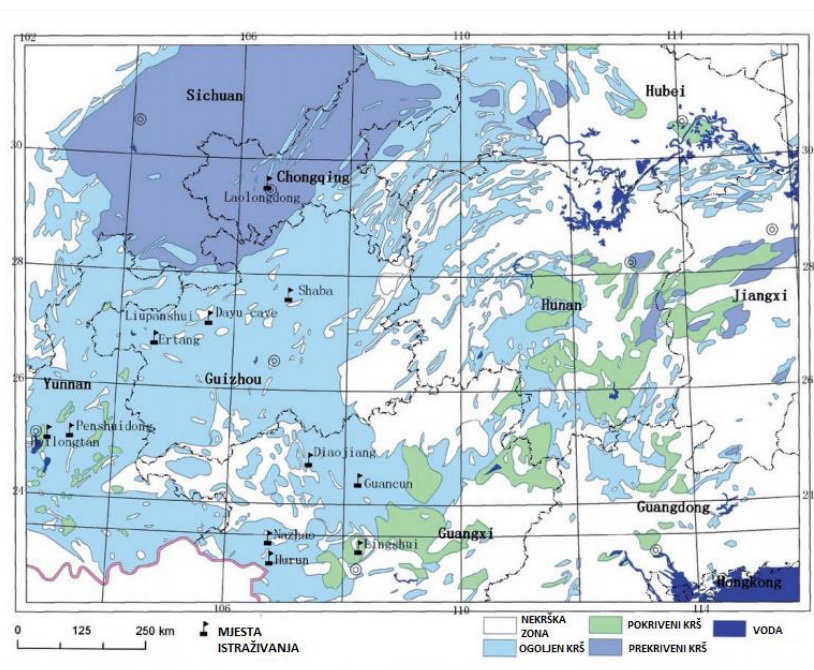 102
106
110
111
Sichuan
Hubei
30
30
Chongqing
Laolongdong
28
28
Shaba
Hunan
Jiangxi
Liupanshui
Dayu cave
Ertang
26
26
Yunnan
Guizhou
Penshuidong
Diaojiang
Guancun
24
24
Guangdong
Nazhao
Lingshui
Guangxi
Hurun
Hongkong
106
110
114
0 125 250 km
MJESTA
ISTRAŽIVANJA
NEKRŠKA
ZONA
POKRIVENI KRŠ
VODA
OGOLJEN KRŠ
PREKRIVENI KRŠ